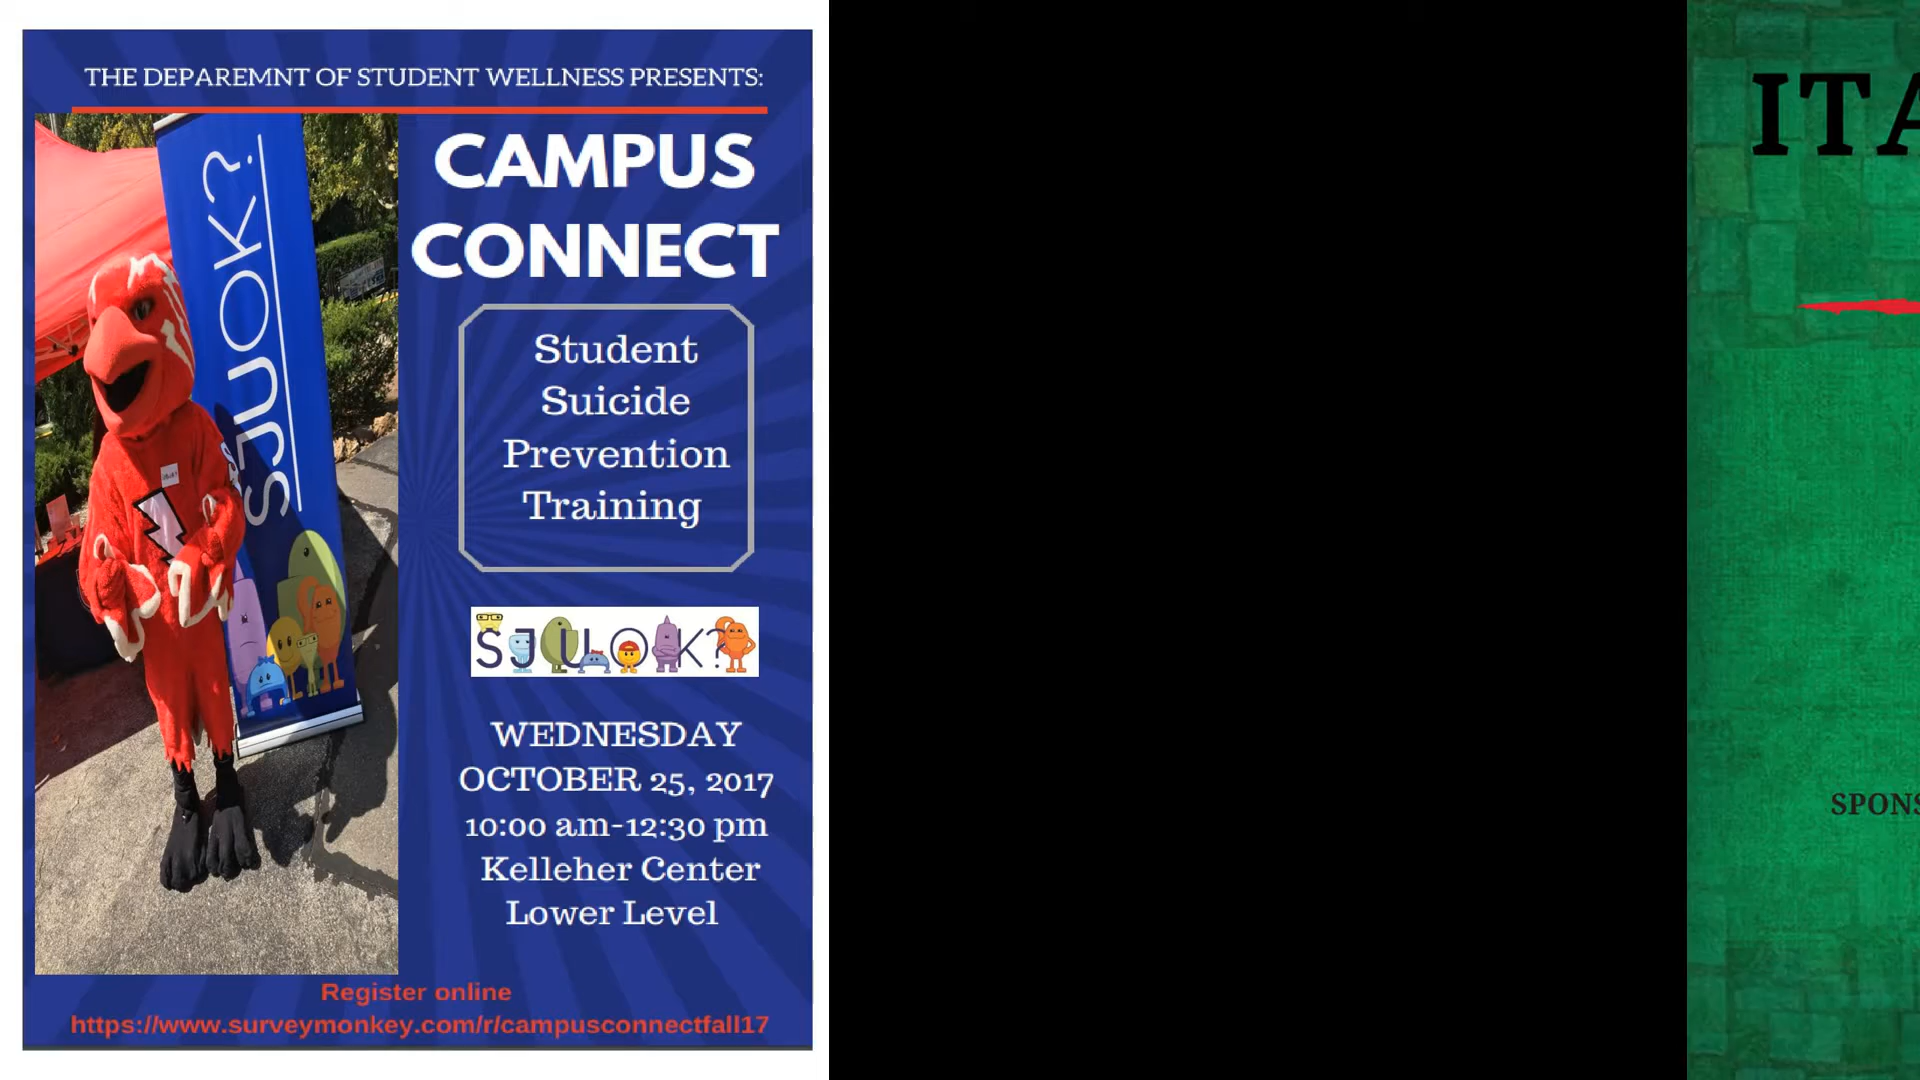 THE DEPAREMNT OF STUDENT WELLNESS PRESENTS:
SJUOK?
CAMPUS
CONNECT
Student
Suicide
Prevention
Training
SJUOK?
WEDNESDAY
OCTOBER 25, 2017
10:00 am-12:30 pm
Kelleher Center
Lower Level
Register online
https://www.surveymonkey.com/r/campusconnectfall17
ITA
SPONS